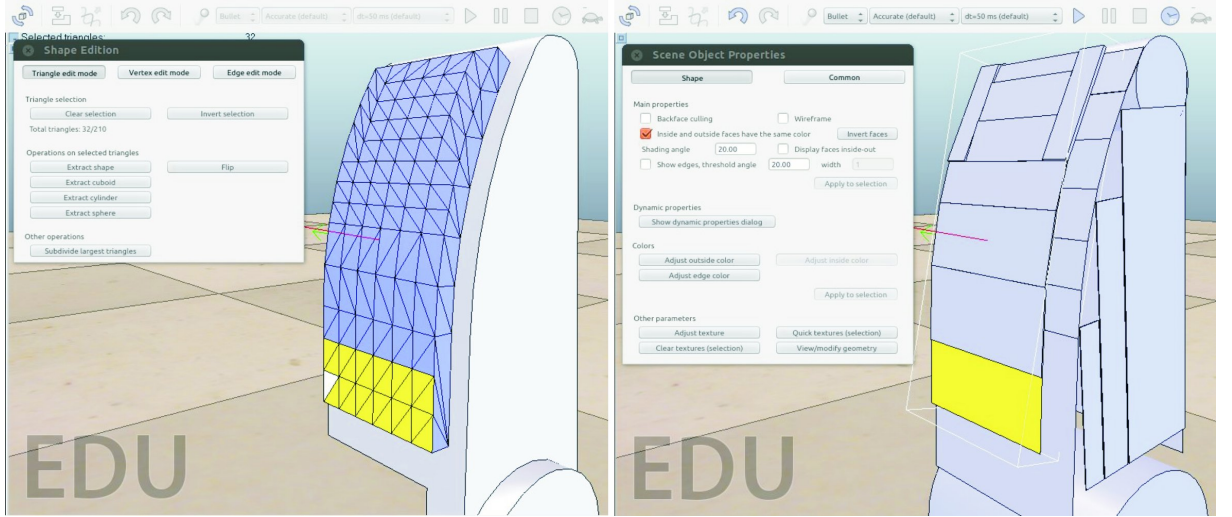 Bullet
Accurate (default)
dt=50 ms (default)
Selected triangles: 32
Shape Edition
Triangle edit mode
Vertex edit mode
Edge edit mode
Triangle selection
Clear selection
Invert selection
Total triangles: 32/210
Operations on selected triangles
Extract shape
Flip
Extract cuboid
Extract cylinder
Extract sphere
Other operations
Subdivide largest triangles
EDU
Bullet
Accurate (default)
dt=50 ms (default)
Scene Object Properties
Shape
Common
Main properties
Backface culling
Wireframe
Inside and outside faces have the same color
Invert faces
Shading angle 20.00
Display faces inside-out
Show edges, threshold angle 20.00 width 1
Apply to selection
Dynamic properties
Show dynamic properties dialog
Colors
Adjust outside color
Adjust inside color
Adjust edge color
Apply to selection
Other parameters
Adjust texture
Quick textures (selection)
Clear textures (selection)
View/modify geometry
EDU